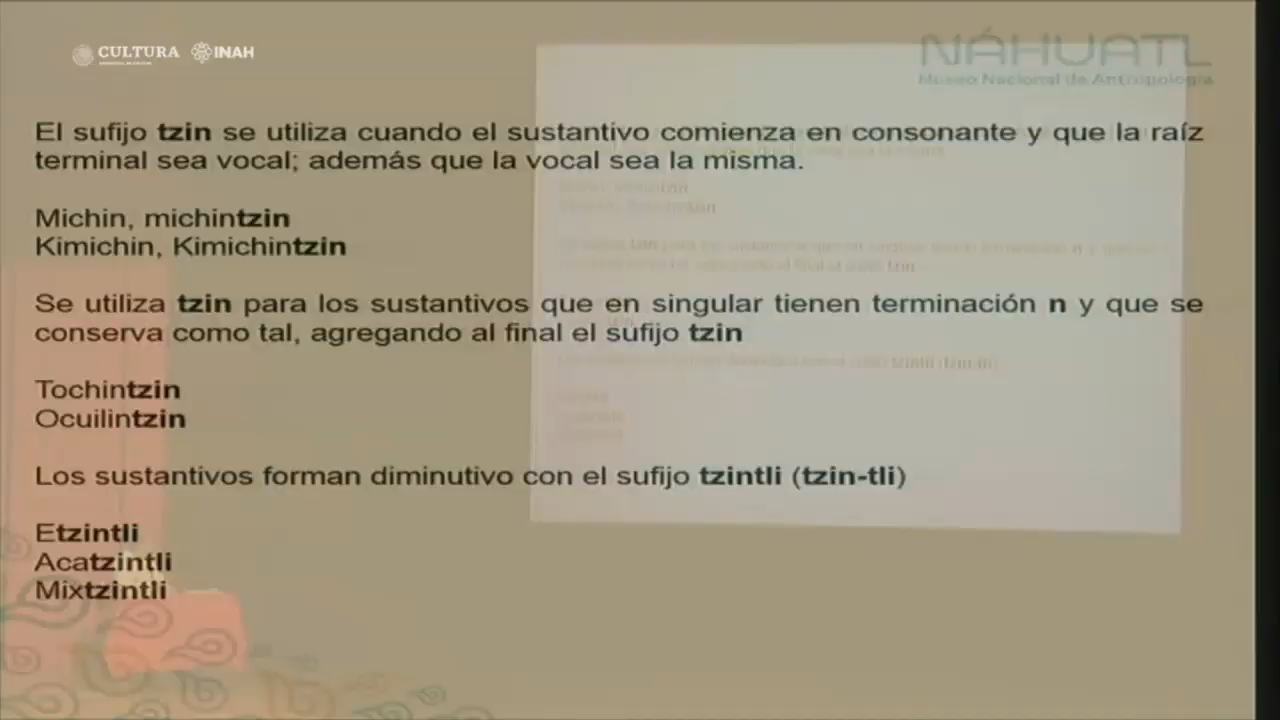 CULTURA INAH
NÁHUATL
Museo Nacional de Antropología
El sufijo tzin se utiliza cuando el sustantivo comienza en consonante y que la raíz
terminal sea vocal; además que la vocal sea la misma.
Michin, michintzin
Kimichin, Kimichintzin
Se utiliza tzin para los sustantivos que en singular tienen terminación n y que se
conserva como tal, agregando al final el sufijo tzin
Tochintzin
Ocuilintzin
Los sustantivos forman diminutivo con el sufijo tzintli (tzin-tli)
Etzintli
Acatzintli
Mixtzintli